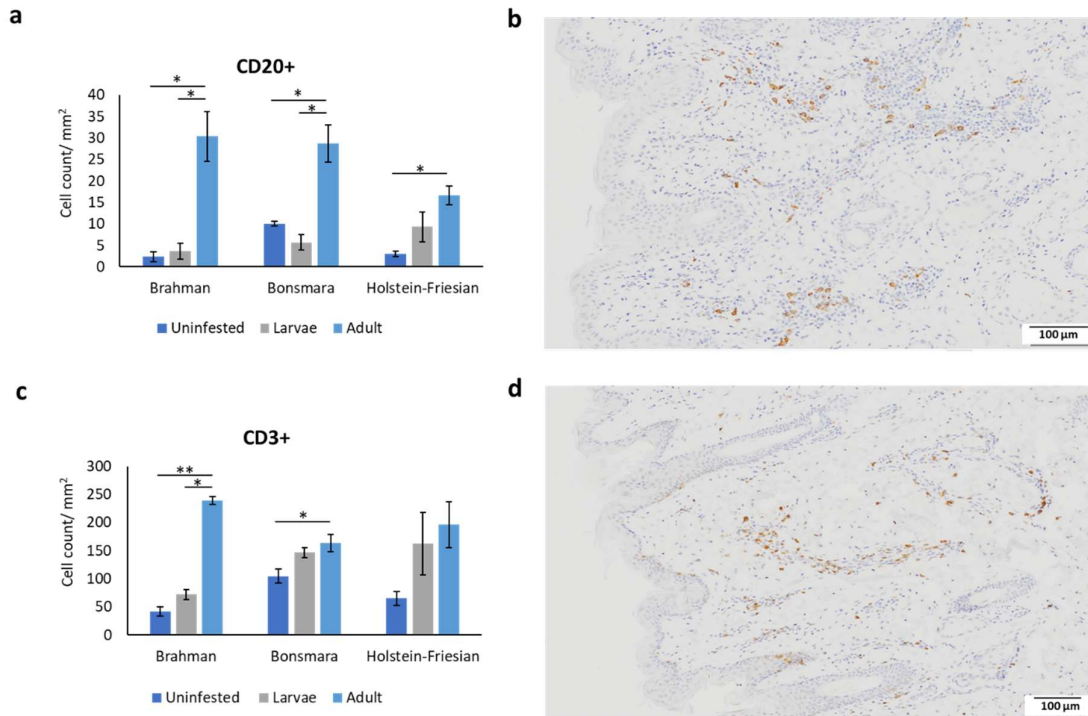 a
CD20+
Cell count/ mm²
40
35
30
25
20
15
10
5
0
* * * * *
Brahman Bonsmara Holstein-Friesian
Uninfested Larvae Adult
b
100 µm
c
CD3+
Cell count/ mm²
300
250
200
150
100
50
0
** * *
Brahman Bonsmara Holstein-Friesian
Uninfested Larvae Adult
d
100 µm